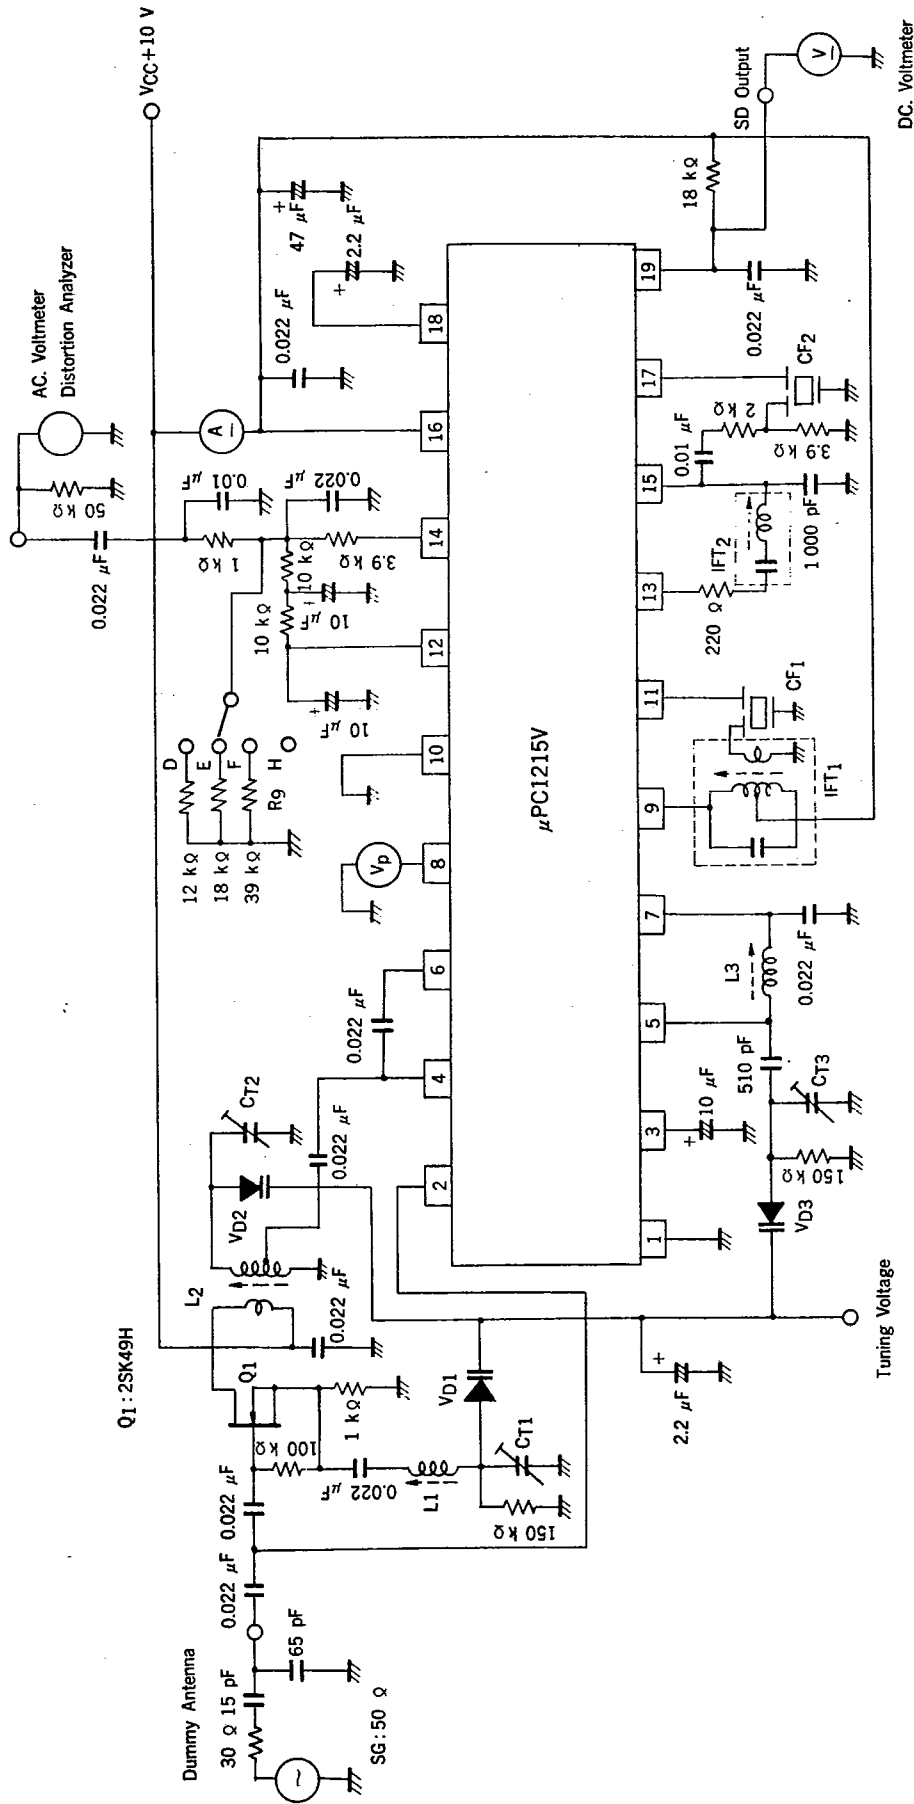 Q1:2SK49H
Dummy Antenna
30 Ω 15 pF
65 pF
SG:50 Ω
0.022 μF
0.022 μF
100 kΩ
Q1
1 kΩ
0.022 μF
L1
150 kΩ
CT1
VD1
L2
0.022 μF
VD2
CT2
0.022 μF
0.022 μF
12 kΩ
18 kΩ
39 kΩ
D
E
F
H
R9
Vp
10 μF
10 kΩ
10 μF
10 kΩ
3.9 kΩ
0.022 μF
1 kΩ
0.01 μF
0.022 μF
50 kΩ
AC. Voltmeter
Distortion Analyzer
A
VCC+10 V
0.022 μF
47 μF
2.2 μF
2
4
6
8
10
12
14
16
18
μPC1215V
1
3
5
7
9
11
13
15
17
19
2.2 μF
Tuning Voltage
VD3
150 kΩ
CT3
10 μF
510 pF
L3
0.022 μF
IFT1
CF1
220 Ω
IFT2
1000 pF
0.01 μF
2 kΩ
3.9 kΩ
CF2
0.022 μF
18 kΩ
SD Output
V
DC. Voltmeter